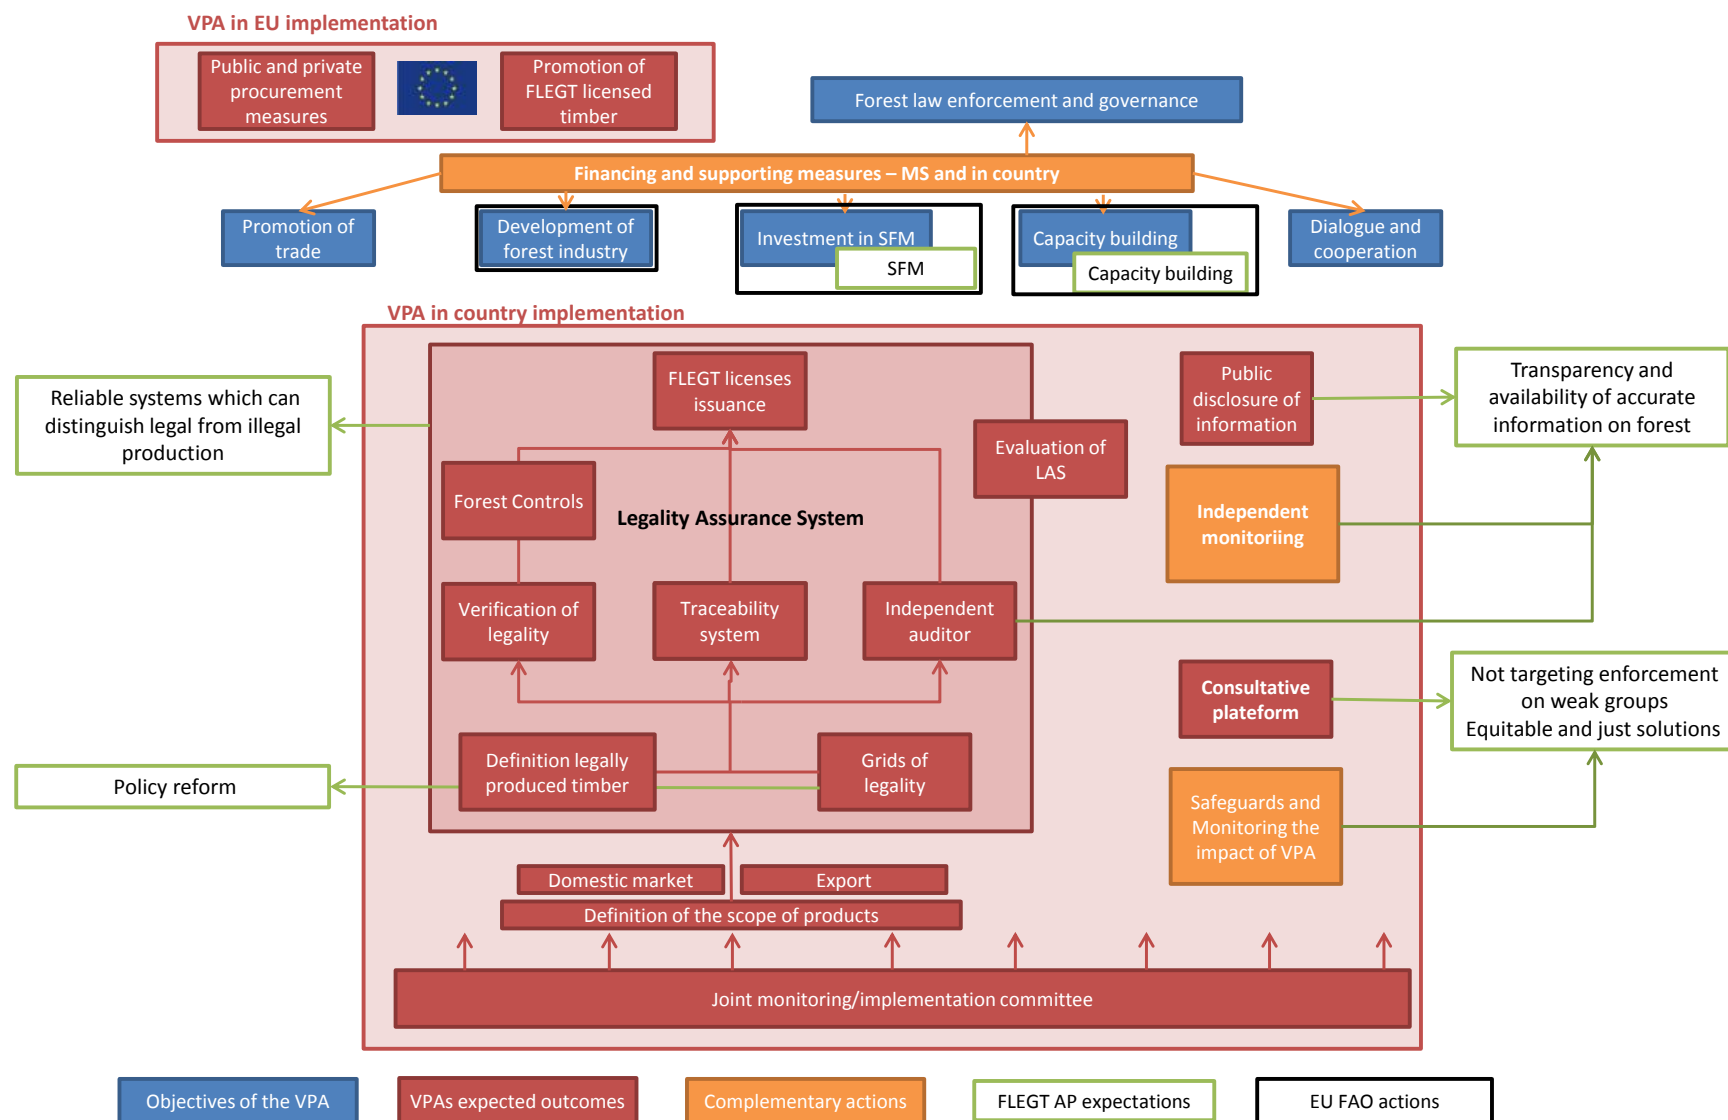 VPA in EU implementation
Public and private
procurement
measures
Promotion of
FLEGT licensed
timber
Forest law enforcement and governance
Financing and supporting measures – MS and in country
Promotion of
trade
Development of
forest industry
Investment in SFM
SFM
Capacity building
Capacity building
Dialogue and
cooperation
VPA in country implementation
Reliable systems which can
distinguish legal from illegal
production
FLEGT licenses
issuance
Public
disclosure of
information
Transparency and
availability of accurate
information on forest
Evaluation of
LAS
Forest Controls
Legality Assurance System
Independent
monitoriing
Verification of
legality
Traceability
system
Independent
auditor
Consultative
plateform
Not targeting enforcement
on weak groups
Equitable and just solutions
Policy reform
Definition legally
produced timber
Grids of
legality
Safeguards and
Monitoring the
impact of VPA
Domestic market
Export
Definition of the scope of products
Joint monitoring/implementation committee
Objectives of the VPA
VPAs expected outcomes
Complementary actions
FLEGT AP expectations
EU FAO actions